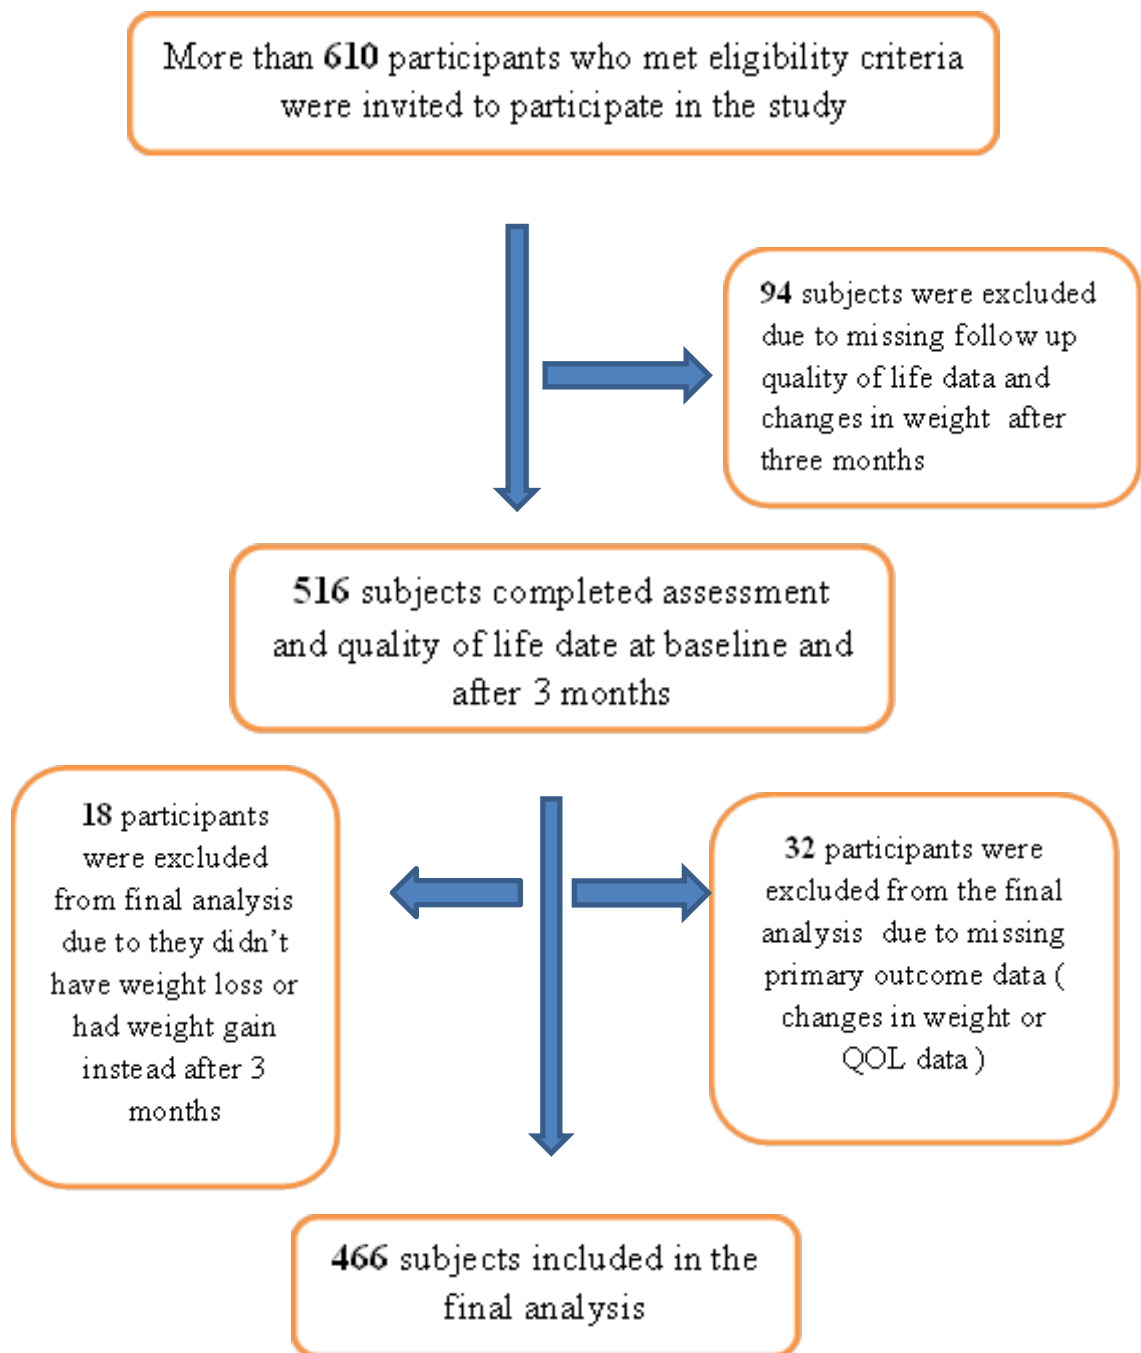 More than 610 participants who met eligibility criteria
were invited to participate in the study
94 subjects were excluded
due to missing follow up
quality of life data and
changes in weight after
three months
516 subjects completed assessment
and quality of life date at baseline and
after 3 months
18 participants
were excluded
from final analysis
due to they didn't
have weight loss or
had weight gain
instead after 3
months
32 participants were
excluded from the final
analysis due to missing
primary outcome data (
changes in weight or
QOL data )
466 subjects included in the
final analysis